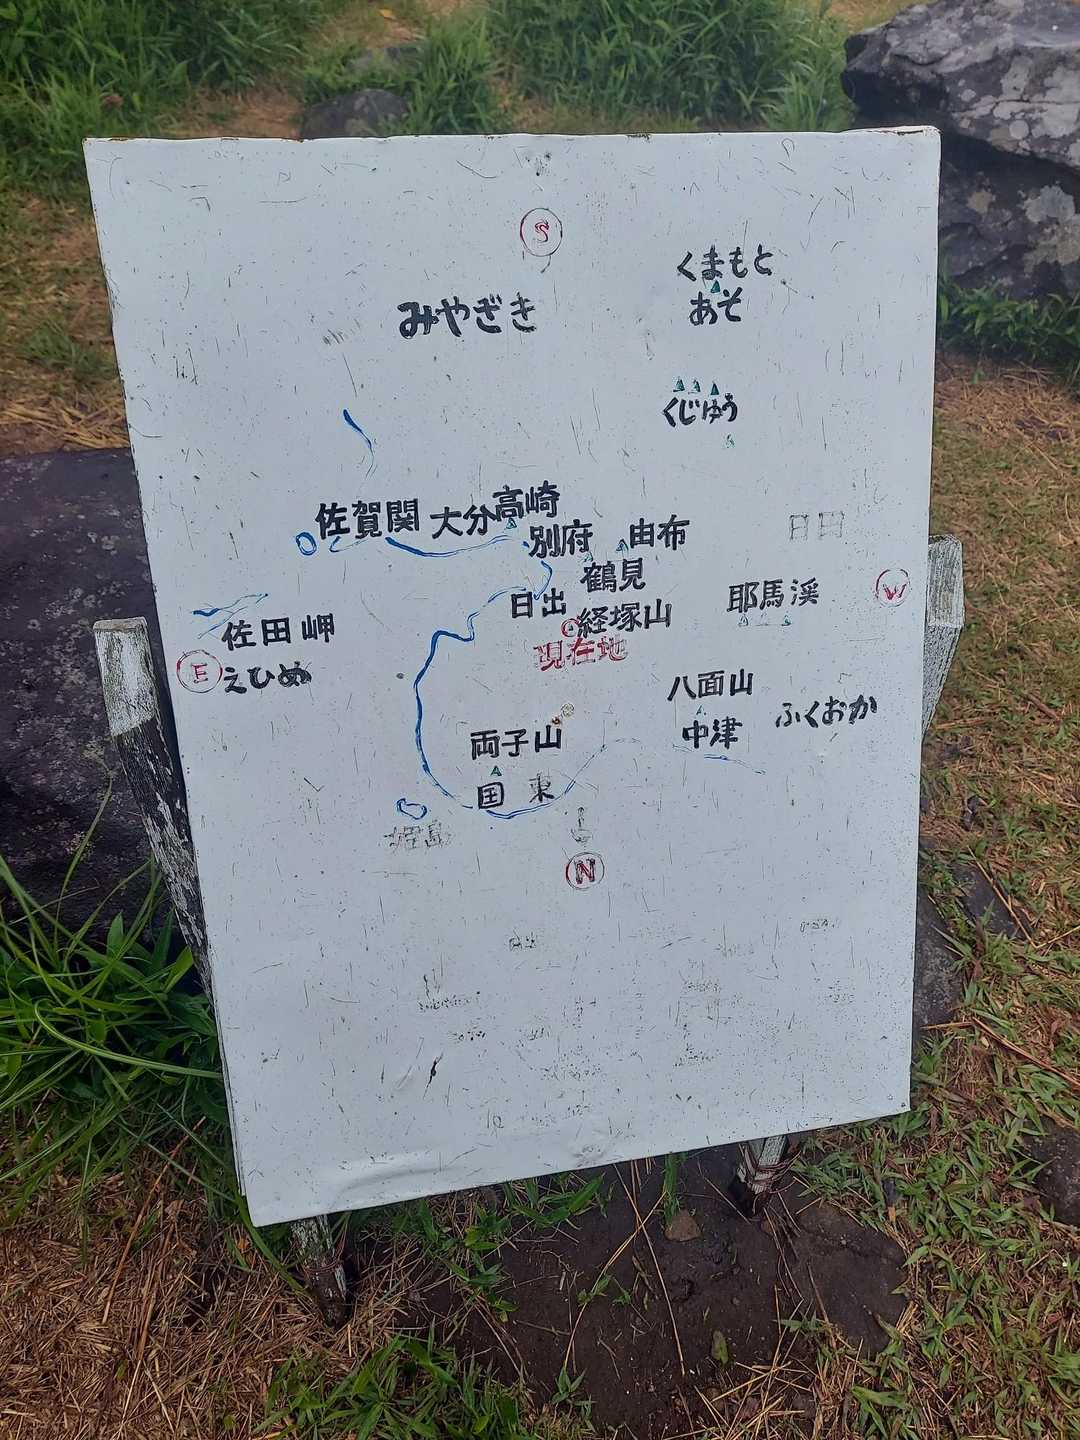 S
くまもと
あそ
みやざき
くじゅう
佐賀関
大分
高崎
別府
由布
鶴見
日田
日出
耶馬溪
W
経塚山
現在地
佐田岬
E
えひめ
八面山
中津
ふくおか
両子山
国東
姫島
N